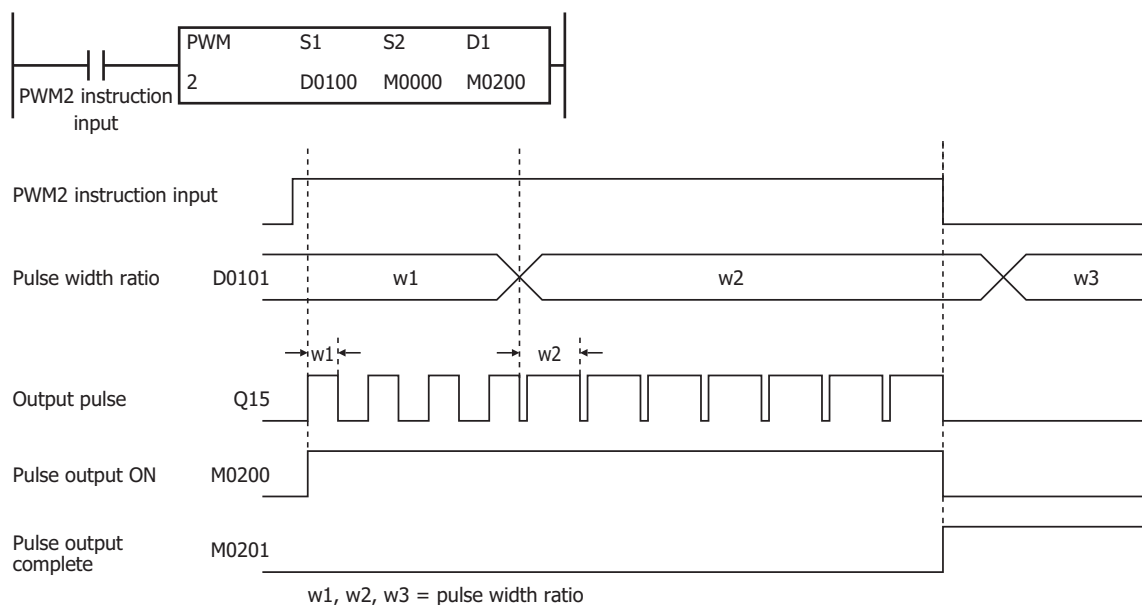 PWM S1 S2 D1
2 D0100 M0000 M0200
PWM2 instruction
input
PWM2 instruction input
Pulse width ratio D0101 w1 w2 w3
w1 w2
Output pulse Q15
Pulse output ON M0200
Pulse output
complete M0201
w1, w2, w3 = pulse width ratio